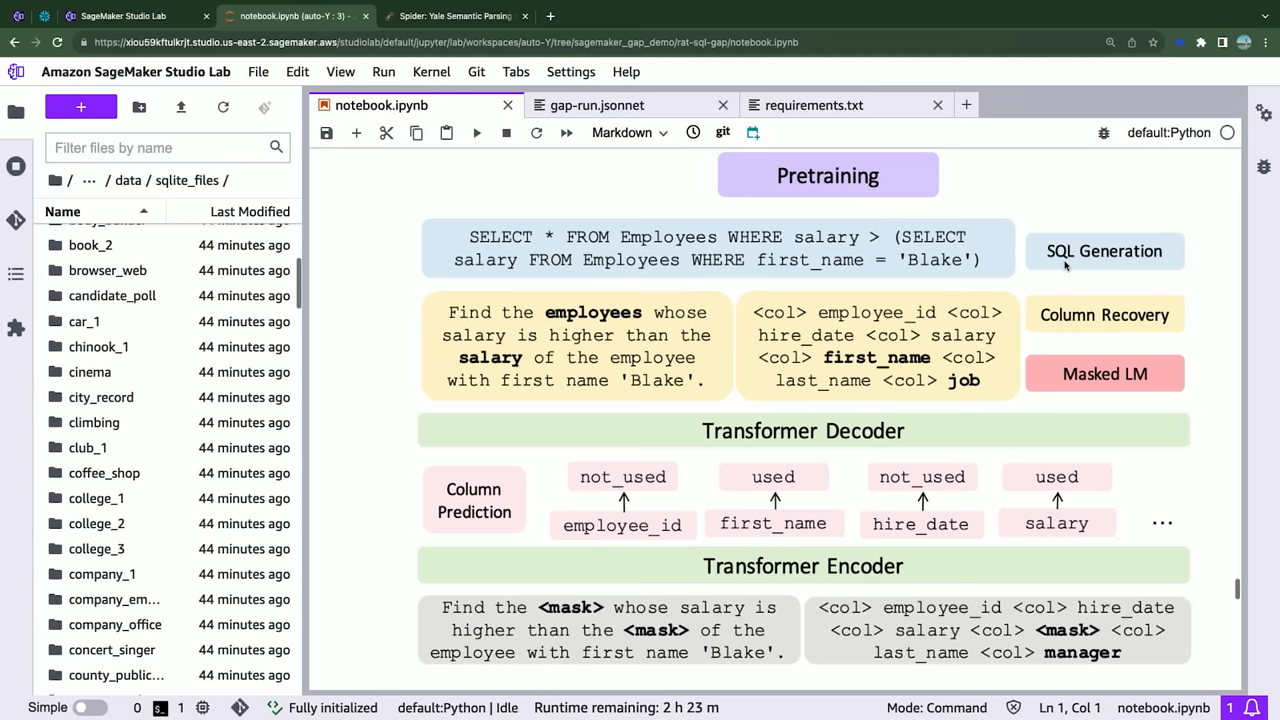 SageMaker Studio Lab
notebook.ipynb (auto-Y : 3) -
Spider: Yale Semantic Parsing
https://xiou59kftulkrjt.studio.us-east-2.sagemaker.aws/studiolab/default/jupyter/lab/workspaces/auto-Y/tree/sagemaker_gap_demo/rat-sql-gap/notebook.ipynb
Amazon SageMaker Studio Lab File Edit View Run Kernel Git Tabs Settings Help
notebook.ipynb
gap-run.jsonnet
requirements.txt
Markdown
git
default:Python
Filter files by name
/ ... / data / sqlite_files /
Name Last Modified
book_2 44 minutes ago
browser_web 44 minutes ago
candidate_poll 44 minutes ago
car_1 44 minutes ago
chinook_1 44 minutes ago
cinema 44 minutes ago
city_record 44 minutes ago
climbing 44 minutes ago
club_1 44 minutes ago
coffee_shop 44 minutes ago
college_1 44 minutes ago
college_2 44 minutes ago
college_3 44 minutes ago
company_1 44 minutes ago
company_em... 44 minutes ago
company_office 44 minutes ago
concert_singer 44 minutes ago
county_public... 44 minutes ago
Pretraining
SELECT * FROM Employees WHERE salary > (SELECT
salary FROM Employees WHERE first_name = 'Blake')
SQL Generation
Find the employees whose
salary is higher than the
salary of the employee
with first name 'Blake'.
<col> employee_id <col>
hire_date <col> salary
<col> first_name <col>
last_name <col> job
Column Recovery
Masked LM
Transformer Decoder
Column
Prediction
not_used used not_used used
employee_id first_name hire_date salary ...
Transformer Encoder
Find the <mask> whose salary is
higher than the <mask> of the
employee with first name 'Blake'.
<col> employee_id <col> hire_date
<col> salary <col> <mask> <col>
last_name <col> manager
Simple 0 1 Fully initialized default:Python | Idle Runtime remaining: 2 h 23 m Mode: Command Ln 1, Col 1 notebook.ipynb 1